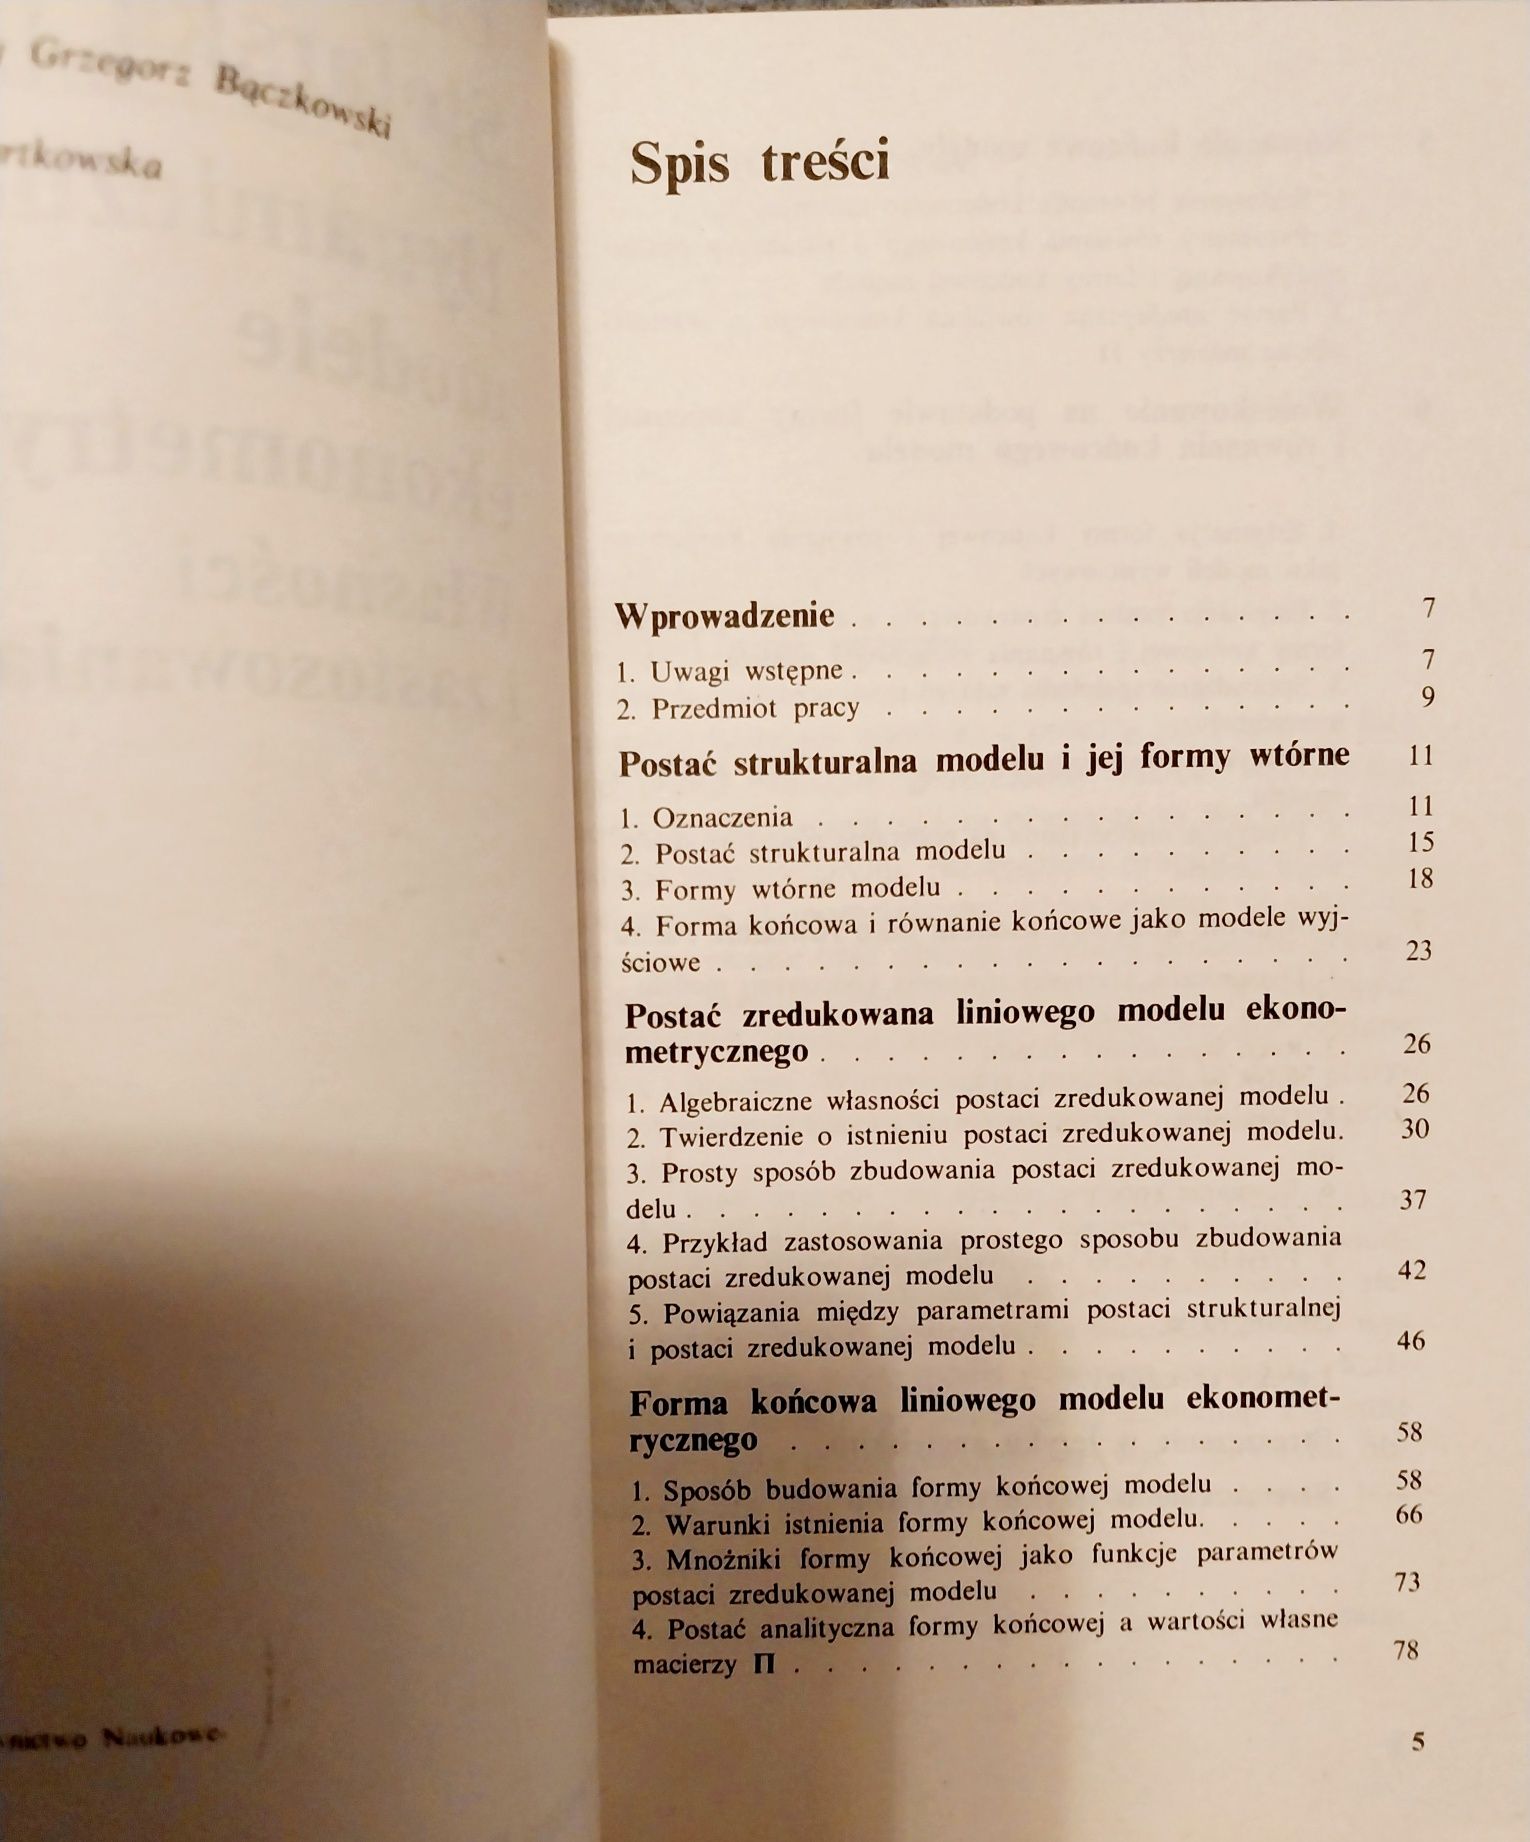 Grzegorz Bączkowski
rtkowska
nictwo Naukowe
Spis treści
Wprowadzenie . . . . . . . . . . . . . . . 7
1. Uwagi wstępne . . . . . . . . . . . . . . . 7
2. Przedmiot pracy . . . . . . . . . . . . . . 9
Postać strukturalna modelu i jej formy wtórne 11
1. Oznaczenia . . . . . . . . . . . . . . . . 11
2. Postać strukturalna modelu . . . . . . . . . . 15
3. Formy wtórne modelu . . . . . . . . . . . . 18
4. Forma końcowa i równanie końcowe jako modele wyj-
ściowe . . . . . . . . . . . . . . . . . . . 23
Postać zredukowana liniowego modelu ekono-
metrycznego . . . . . . . . . . . . . . . . 26
1. Algebraiczne własności postaci zredukowanej modelu . 26
2. Twierdzenie o istnieniu postaci zredukowanej modelu. 30
3. Prosty sposób zbudowania postaci zredukowanej mo-
delu . . . . . . . . . . . . . . . . . . . . 37
4. Przykład zastosowania prostego sposobu zbudowania
postaci zredukowanej modelu . . . . . . . . . . 42
5. Powiązania między parametrami postaci strukturalnej
i postaci zredukowanej modelu . . . . . . . . . . 46
Forma końcowa liniowego modelu ekonomet-
rycznego . . . . . . . . . . . . . . . . . 58
1. Sposób budowania formy końcowej modelu . . . . 58
2. Warunki istnienia formy końcowej modelu. . . . . 66
3. Mnożniki formy końcowej jako funkcje parametrów
postaci zredukowanej modelu . . . . . . . . . . 73
4. Postać analityczna formy końcowej a wartości własne
macierzy Π . . . . . . . . . . . . . . . . . 78
5